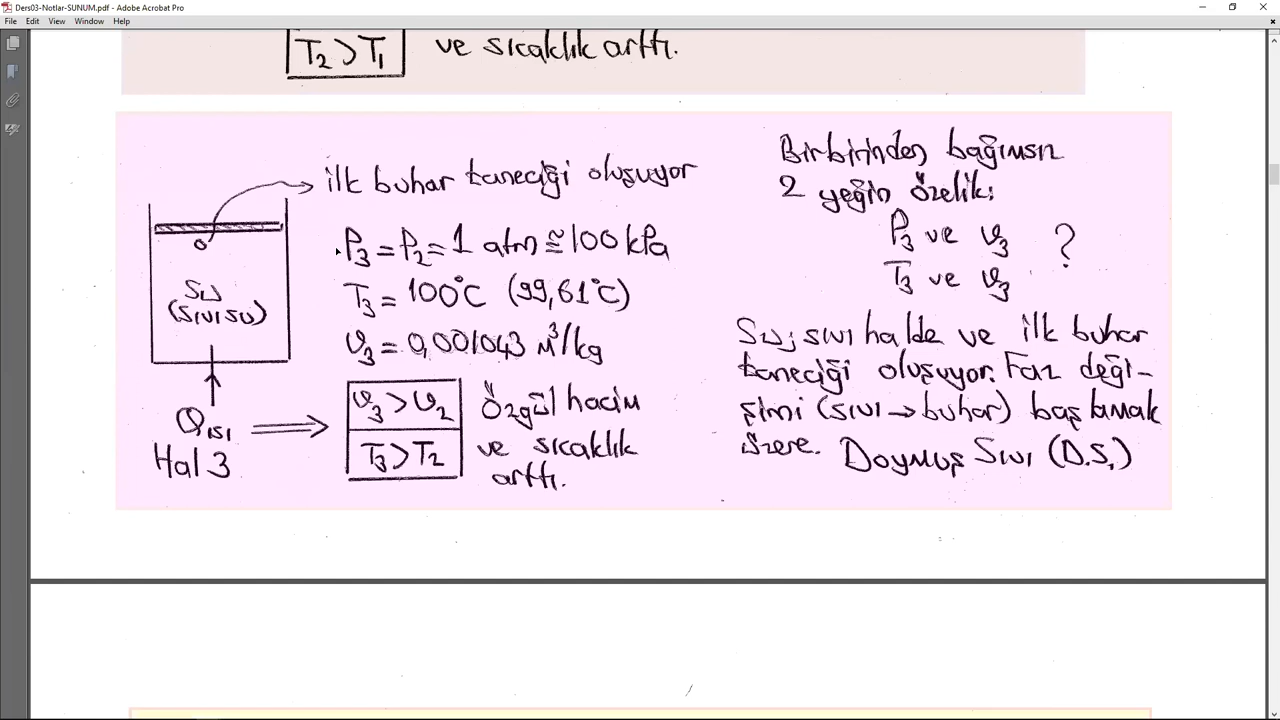 Ders03-Notlar-SUNUM.pdf - Adobe Acrobat Pro
File Edit View Window Help
T₂ > T₁ ve sıcaklık arttı.
ilk buhar taneciği oluşuyor
P₃ = P₂ = 1 atm ≅ 100 kPa
T₃ = 100°C (99,61°C)
υ₃ = 0,001043 m³/kg
Su
(sıvı su)
Qısı
Hal 3
υ₃ > υ₂
T₃ > T₂
Özgül hacim
ve sıcaklık
arttı.
Birbirinden bağımsız
2 yeğin özelik:
P₃ ve υ₃
T₃ ve υ₃
?
Su; sıvı halde ve ilk buhar
taneciği oluşuyor. Faz deği-
şimi (sıvı → buhar) başlamak
üzere. Doymuş Sıvı (D.S.)